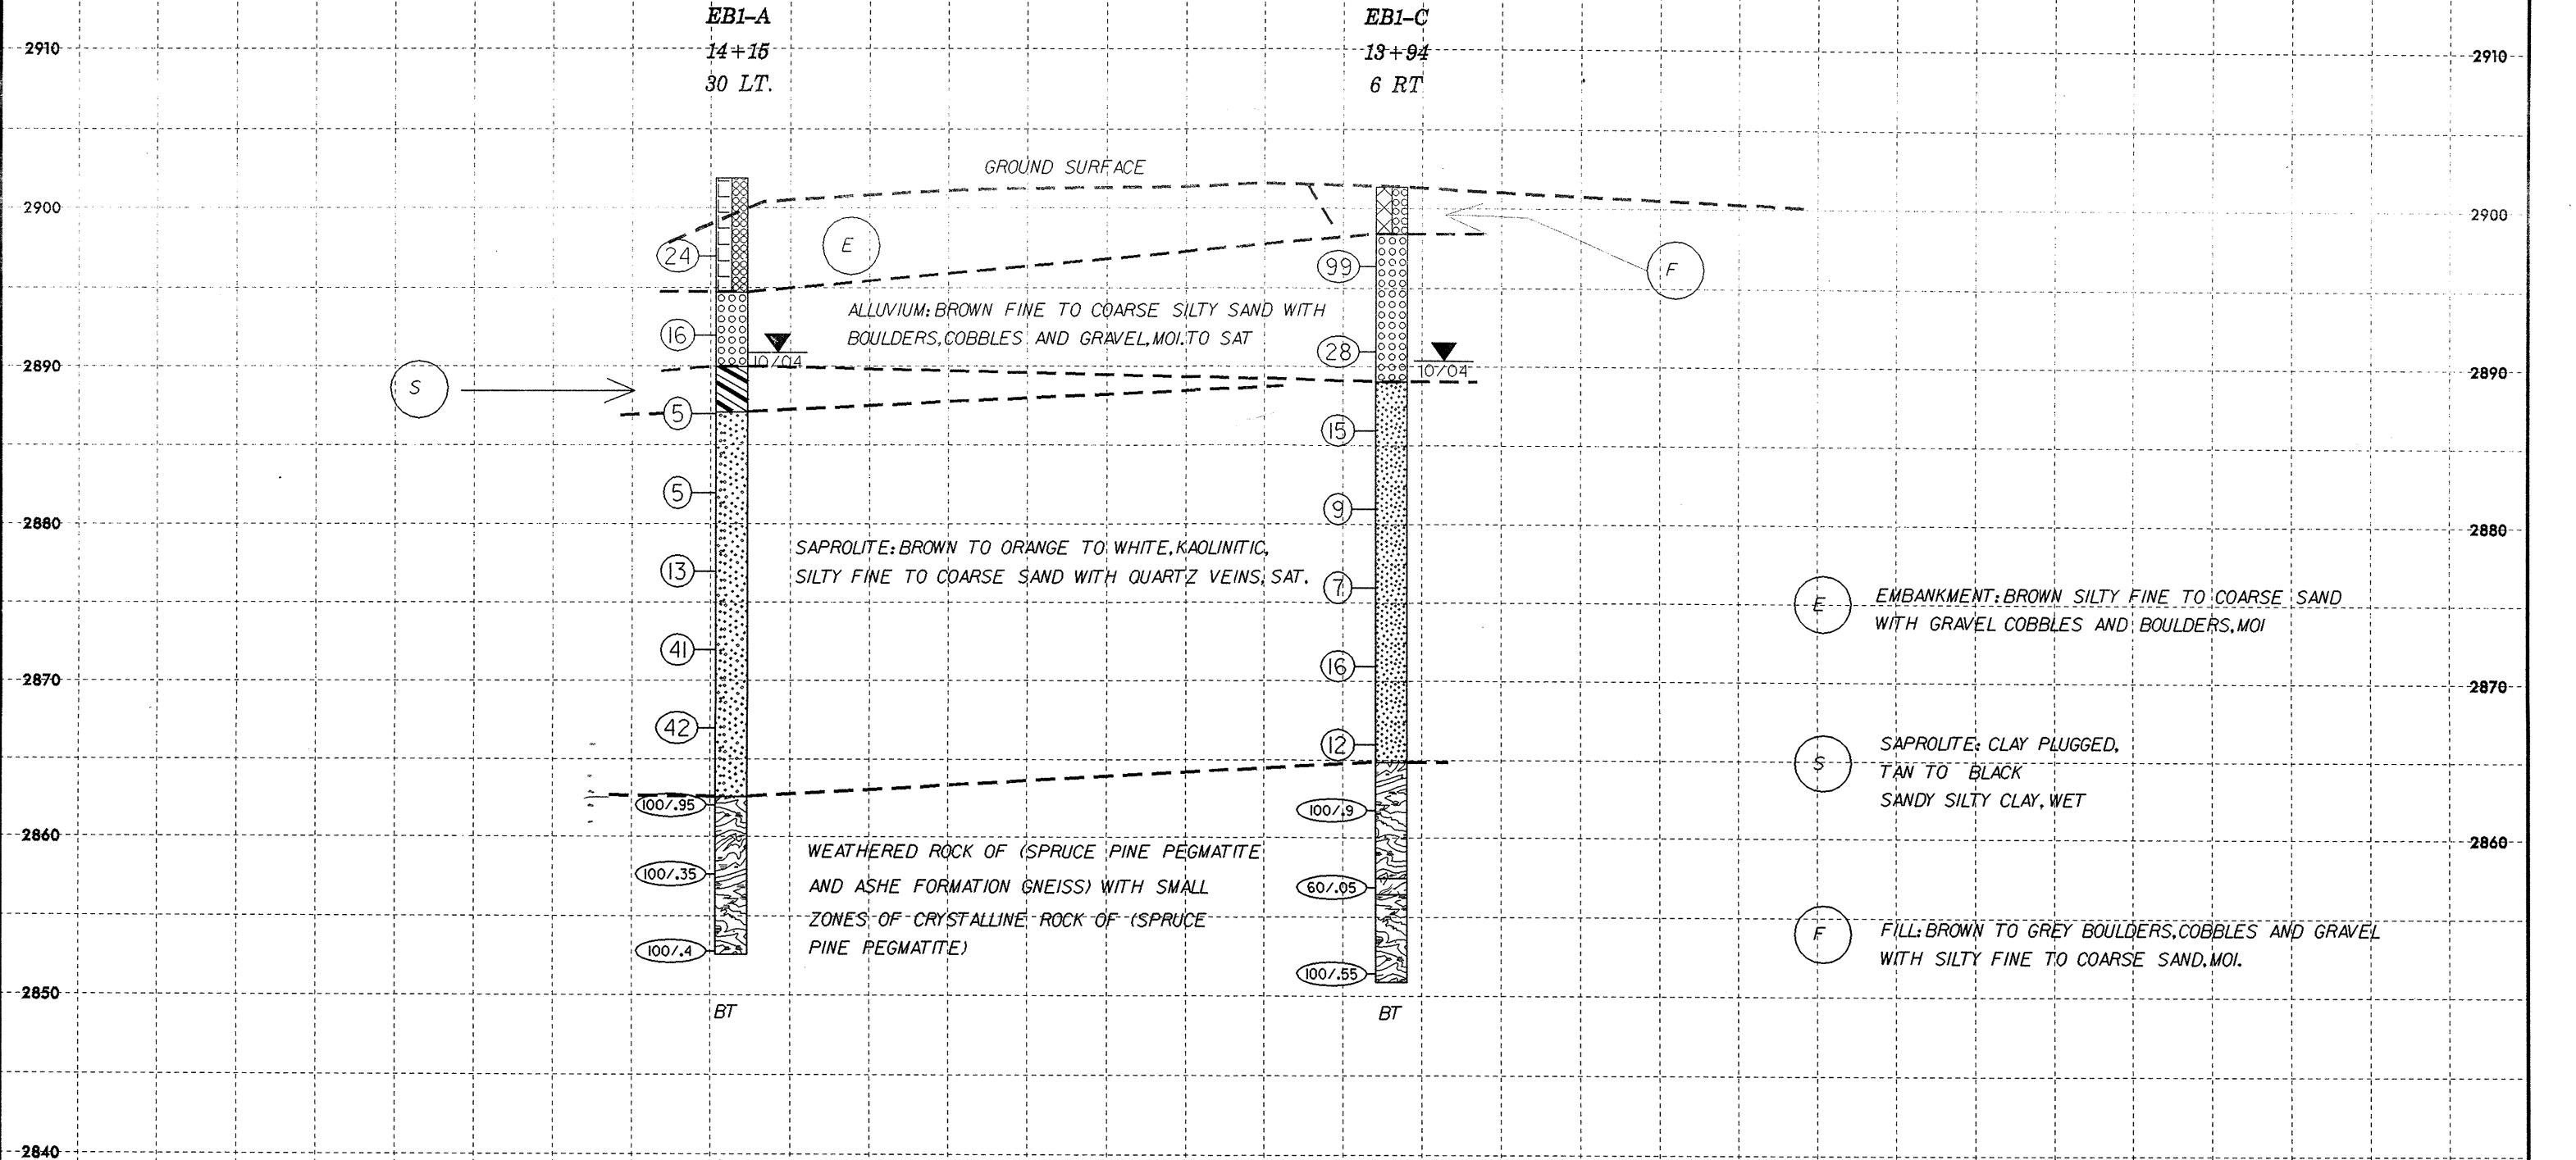 EB1-A
14+15
30 LT.
EB1-C
13+94
6 RT
2910
2910
GROUND SURFACE
2900
2900
E
24
99
F
ALLUVIUM: BROWN FINE TO COARSE SILTY SAND WITH
BOULDERS, COBBLES AND GRAVEL, MOI. TO SAT
16
28
10/04
10/04
2890
2890
S
5
15
5
9
2880
2880
SAPROLITE: BROWN TO ORANGE TO WHITE, KAOLINITIC,
SILTY FINE TO COARSE SAND WITH QUARTZ VEINS, SAT.
13
7
E
EMBANKMENT: BROWN SILTY FINE TO COARSE SAND
WITH GRAVEL COBBLES AND BOULDERS, MOI
41
16
2870
2870
42
12
S
SAPROLITE: CLAY PLUGGED,
TAN TO BLACK
SANDY SILTY CLAY, WET
100/.95
100/.9
2860
2860
WEATHERED ROCK OF (SPRUCE PINE PEGMATITE
AND ASHE FORMATION GNEISS) WITH SMALL
ZONES OF CRYSTALLINE ROCK OF (SPRUCE
PINE PEGMATITE)
100/.35
60/.05
F
FILL: BROWN TO GREY BOULDERS, COBBLES AND GRAVEL
WITH SILTY FINE TO COARSE SAND, MOI.
100/.4
100/.55
2850
BT
BT
2840